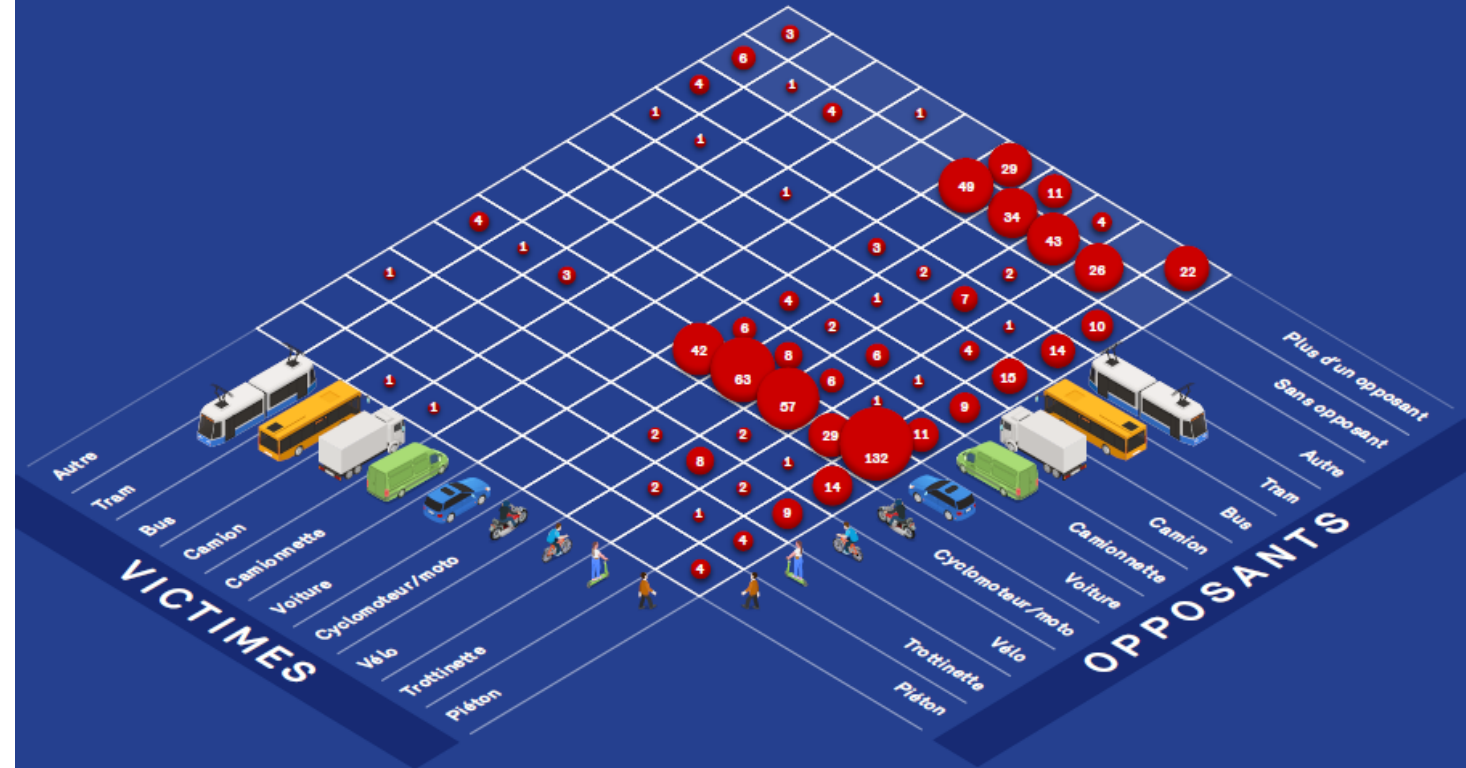 3
6
4
1
1
4
1
1
29
49
11
34
4
43
26
22
1
4
1
3
3
1
2
2
4
1
7
6
2
1
10
42
8
6
4
14
63
6
1
15
1
57
1
9
1
2
2
29
132
11
8
1
2
2
14
1
9
4
4
Plus d'un opposant
Sans opposant
Autre
Tram
Bus
Camion
Camionnette
Voiture
Cyclomoteur/moto
Vélo
Trottinette
Piéton
OPPOSANTS
Autre
Tram
Bus
Camion
Camionnette
Voiture
Cyclomoteur/moto
Vélo
Trottinette
Piéton
VICTIMES